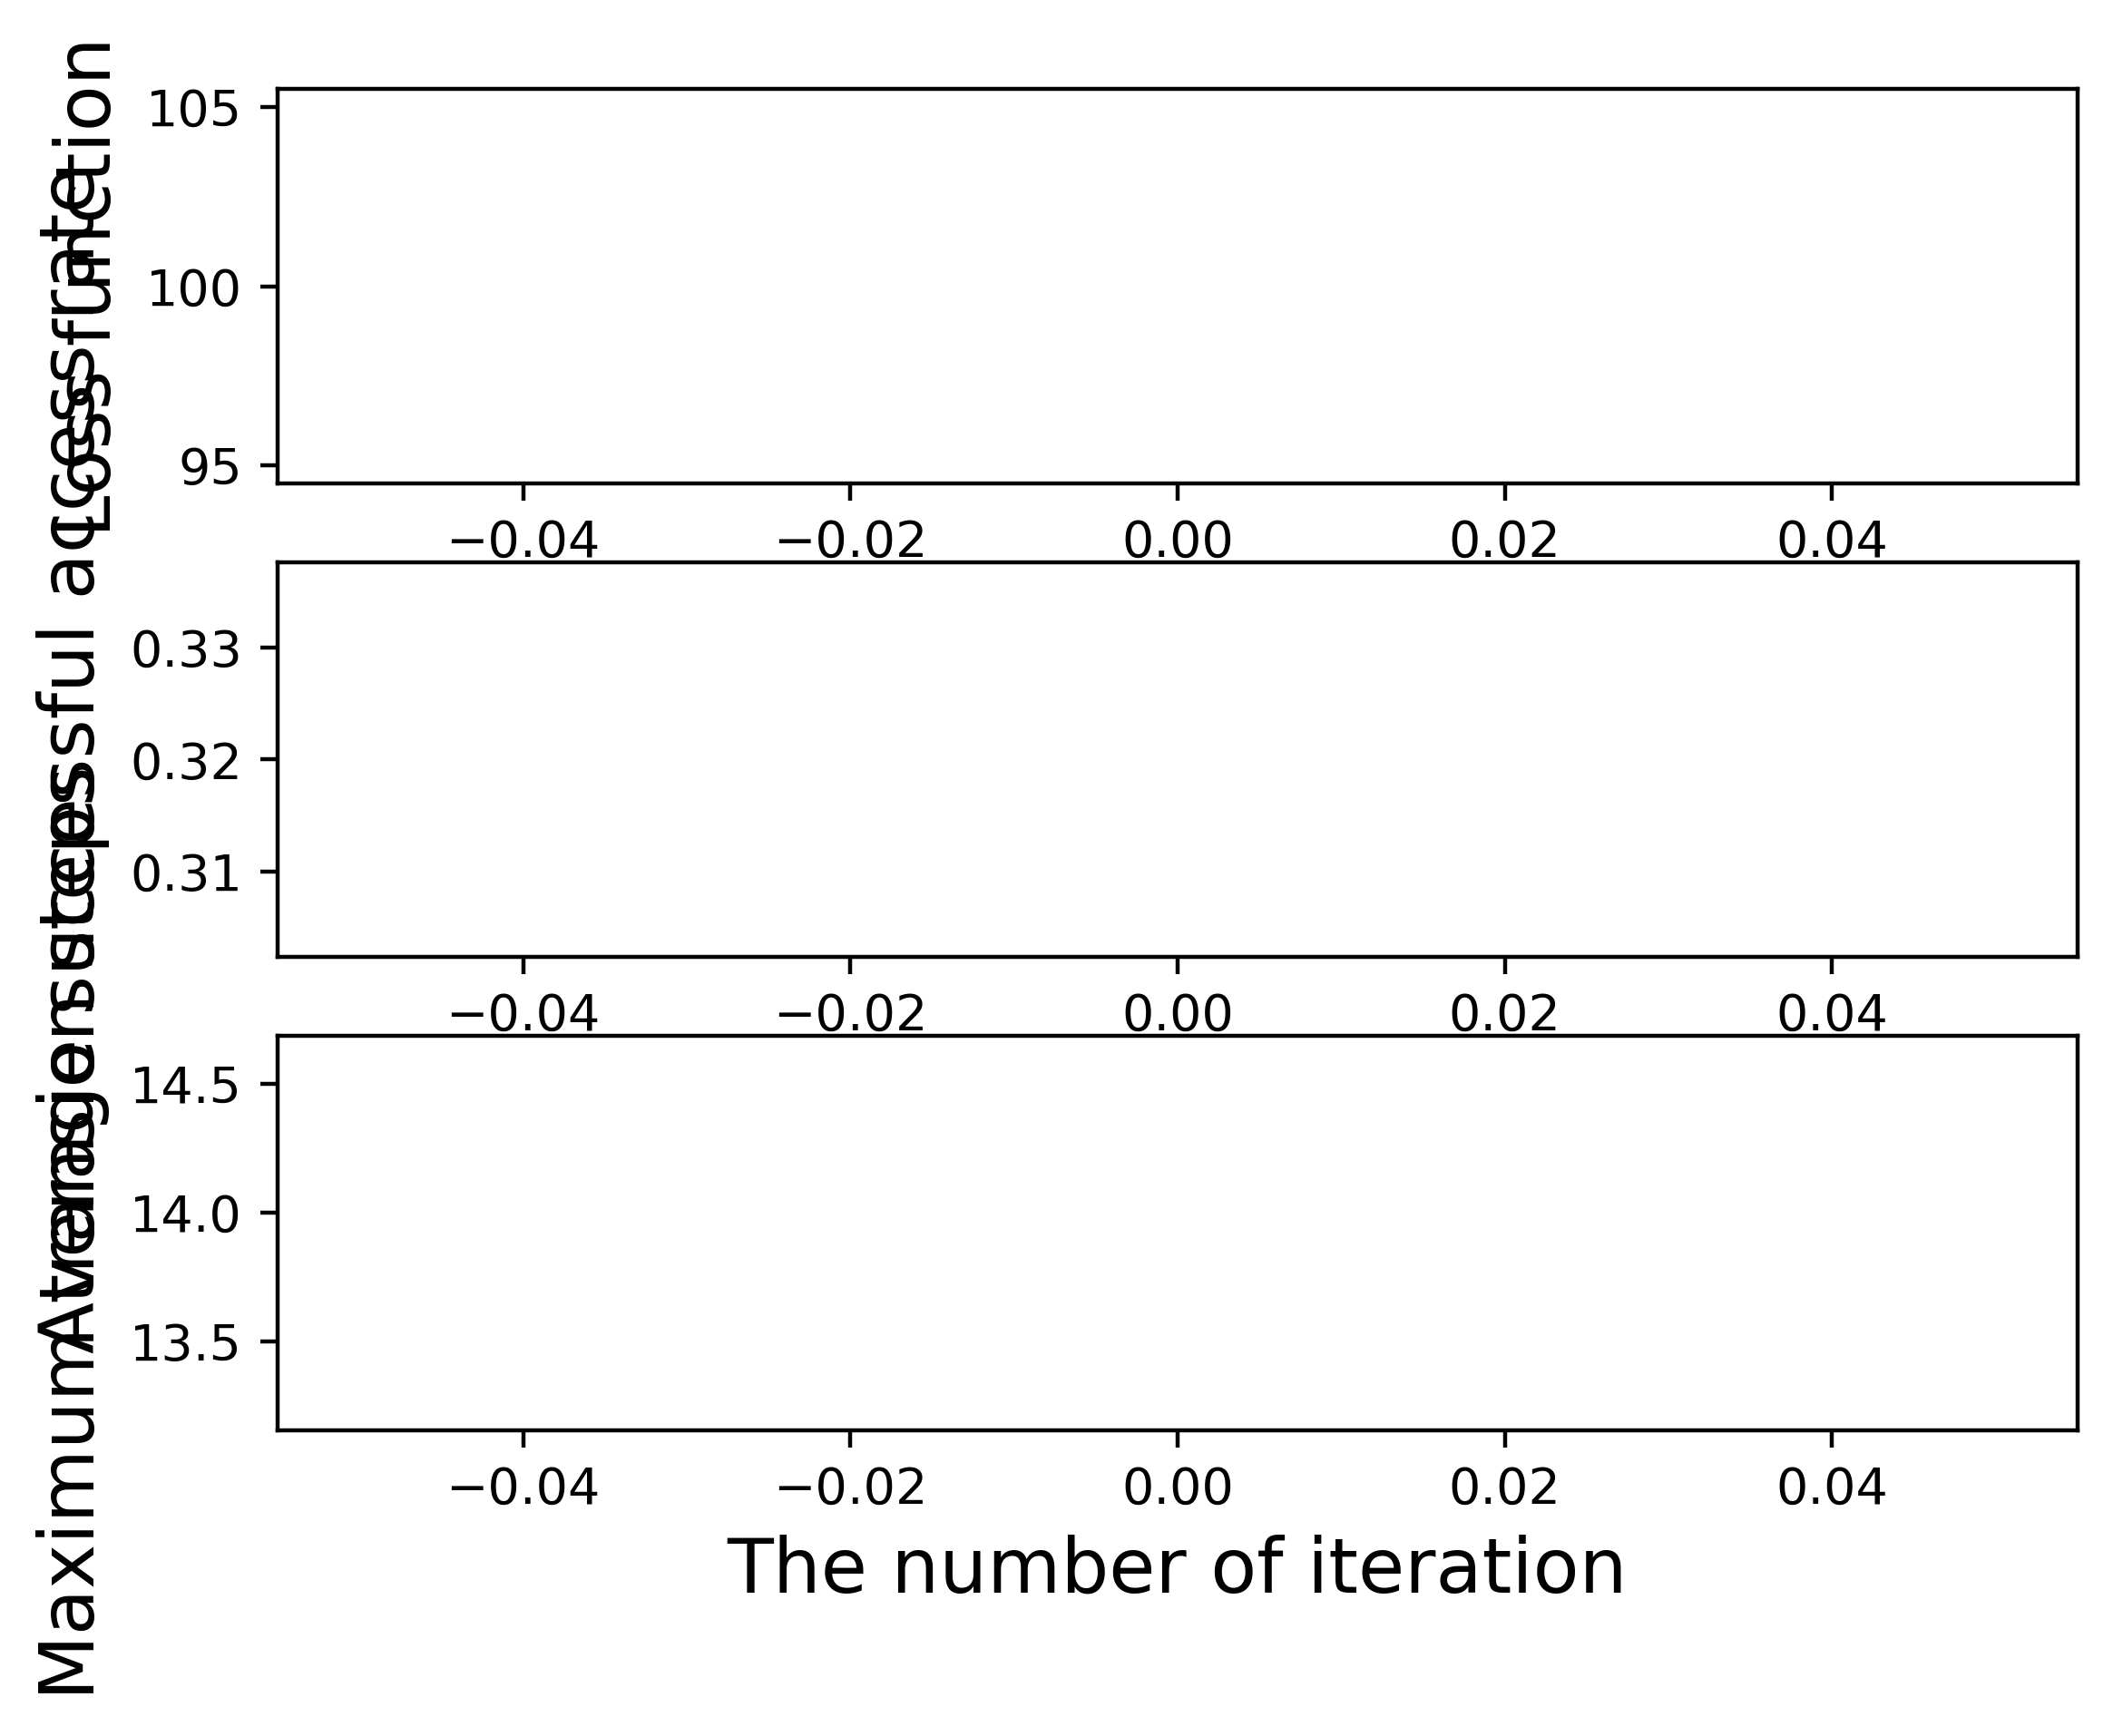 Loss function
105
100
95
−0.04 −0.02 0.00 0.02 0.04
Average successful access rate
0.33
0.32
0.31
−0.04 −0.02 0.00 0.02 0.04
Maximum steps
14.5
14.0
13.5
−0.04 −0.02 0.00 0.02 0.04
The number of iteration